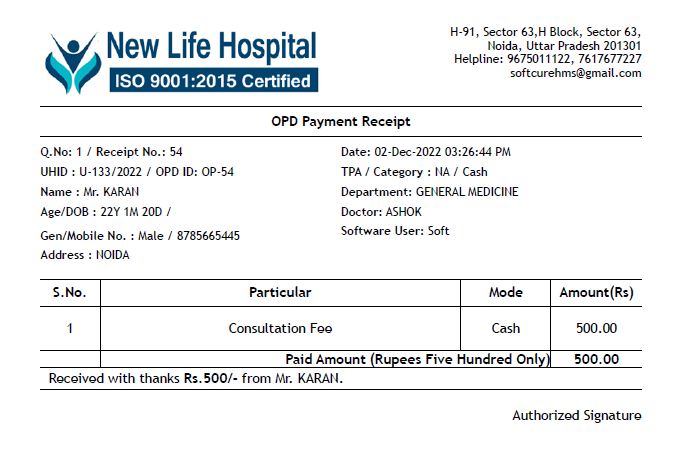 New Life Hospital
ISO 9001:2015 Certified
H-91, Sector 63,H Block, Sector 63,
Noida, Uttar Pradesh 201301
Helpline: 9675011122, 7617677227
softcurehms@gmail.com
OPD Payment Receipt
Q.No: 1 / Receipt No.: 54
Date: 02-Dec-2022 03:26:44 PM
UHID : U-133/2022 / OPD ID: OP-54
TPA / Category : NA / Cash
Name : Mr. KARAN
Department: GENERAL MEDICINE
Age/DOB : 22Y 1M 20D /
Doctor: ASHOK
Gen/Mobile No. : Male / 8785665445
Software User: Soft
Address : NOIDA
S.No. Particular Mode Amount(Rs)
1 Consultation Fee Cash 500.00
Paid Amount (Rupees Five Hundred Only) 500.00
Received with thanks Rs.500/- from Mr. KARAN.
Authorized Signature